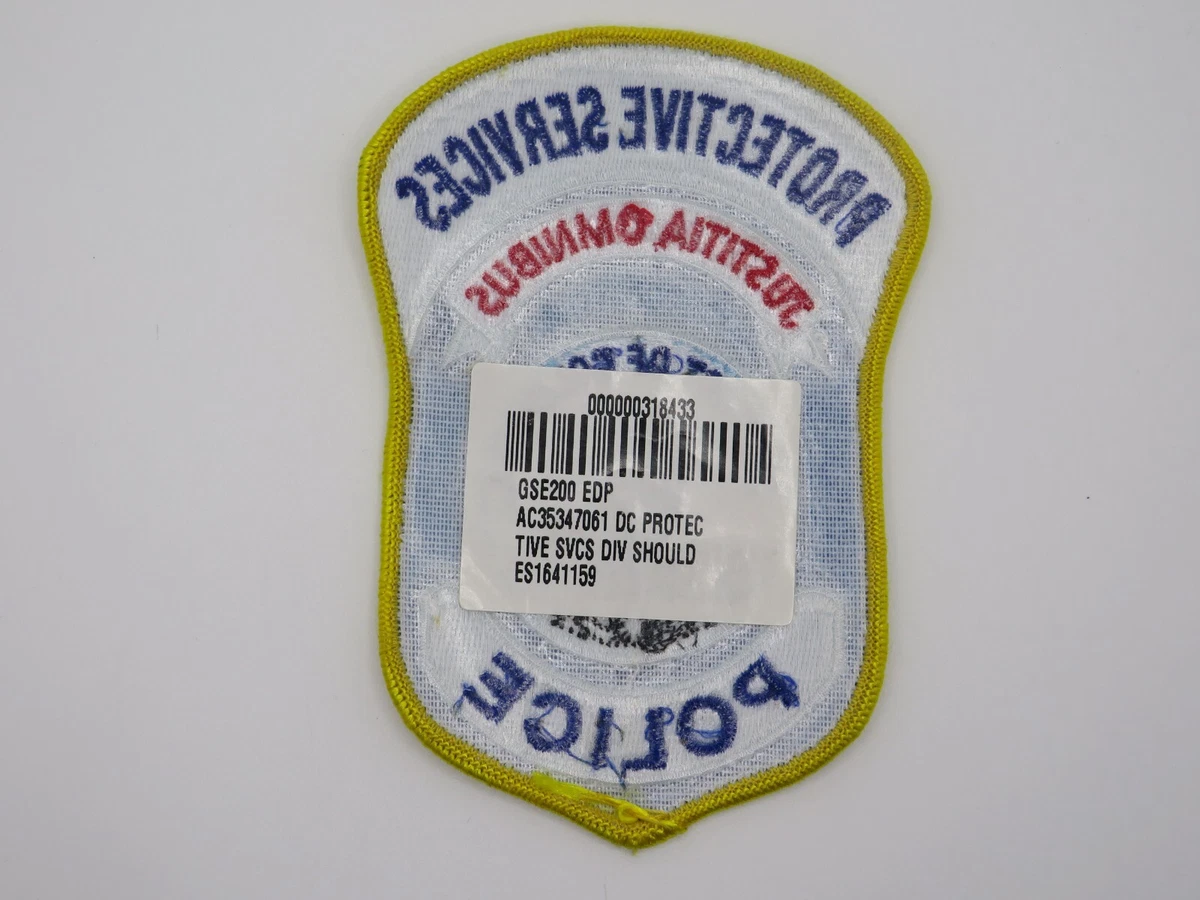 PROTECTIVE SERVICES
JUSTITIA OMNIBUS
000000318433
GSE200 EDP
AC35347061 DC PROTEC
TIVE SVCS DIV SHOULD
ES1641159
POLICE